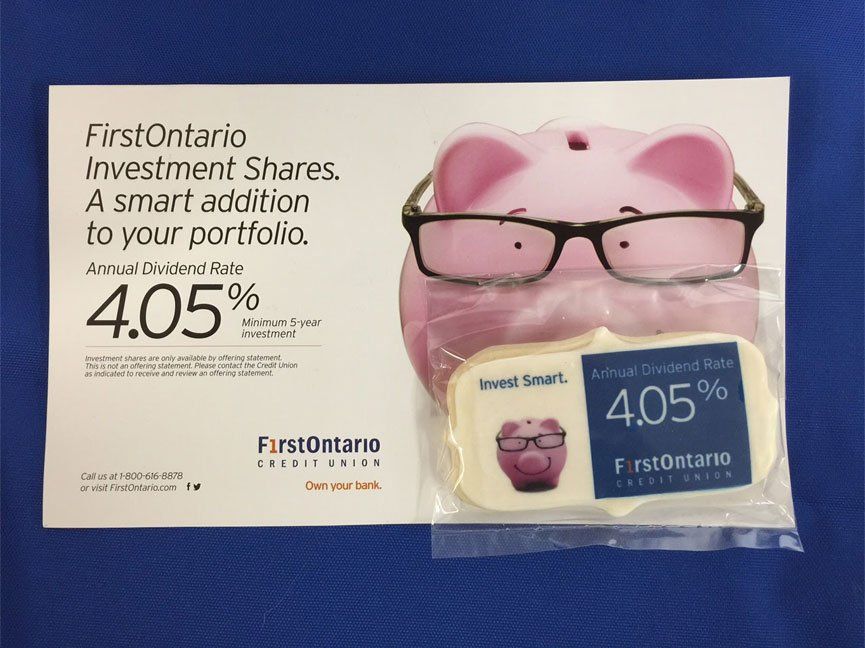 FirstOntario
Investment Shares.
A smart addition
to your portfolio.
Annual Dividend Rate
4.05%
Minimum 5-year
investment
Investment shares are only available by offering statement.
This is not an offering statement. Please contact the Credit Union
as indicated to receive and review an offering statement.
F1rstOntario
CREDIT UNION
Own your bank.
Call us at 1-800-616-8878
or visit FirstOntario.com
Invest Smart.
Annual Dividend Rate
4.05%
F1rstOntario
CREDIT UNION